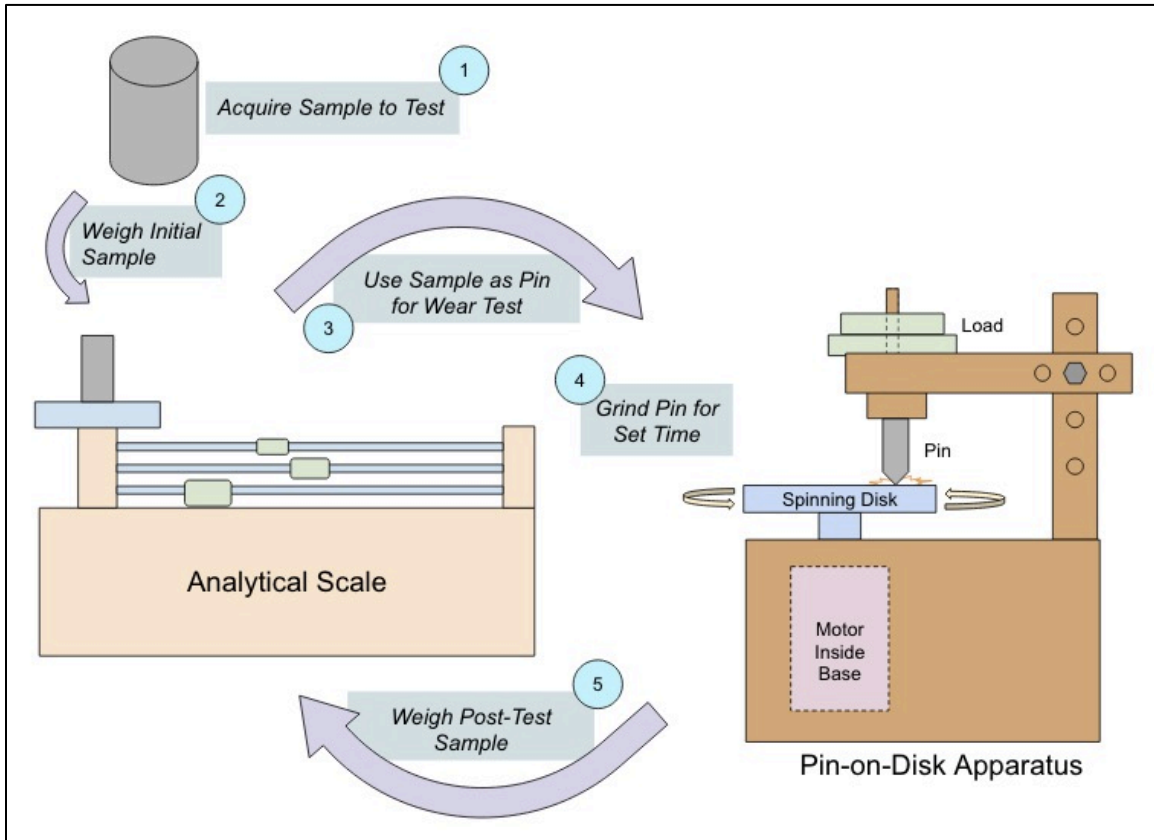 1
Acquire Sample to Test
2
Weigh Initial
Sample
3
Use Sample as Pin
for Wear Test
4
Grind Pin for
Set Time
Load
Pin
Spinning Disk
Analytical Scale
Motor
Inside
Base
5
Weigh Post-Test
Sample
Pin-on-Disk Apparatus